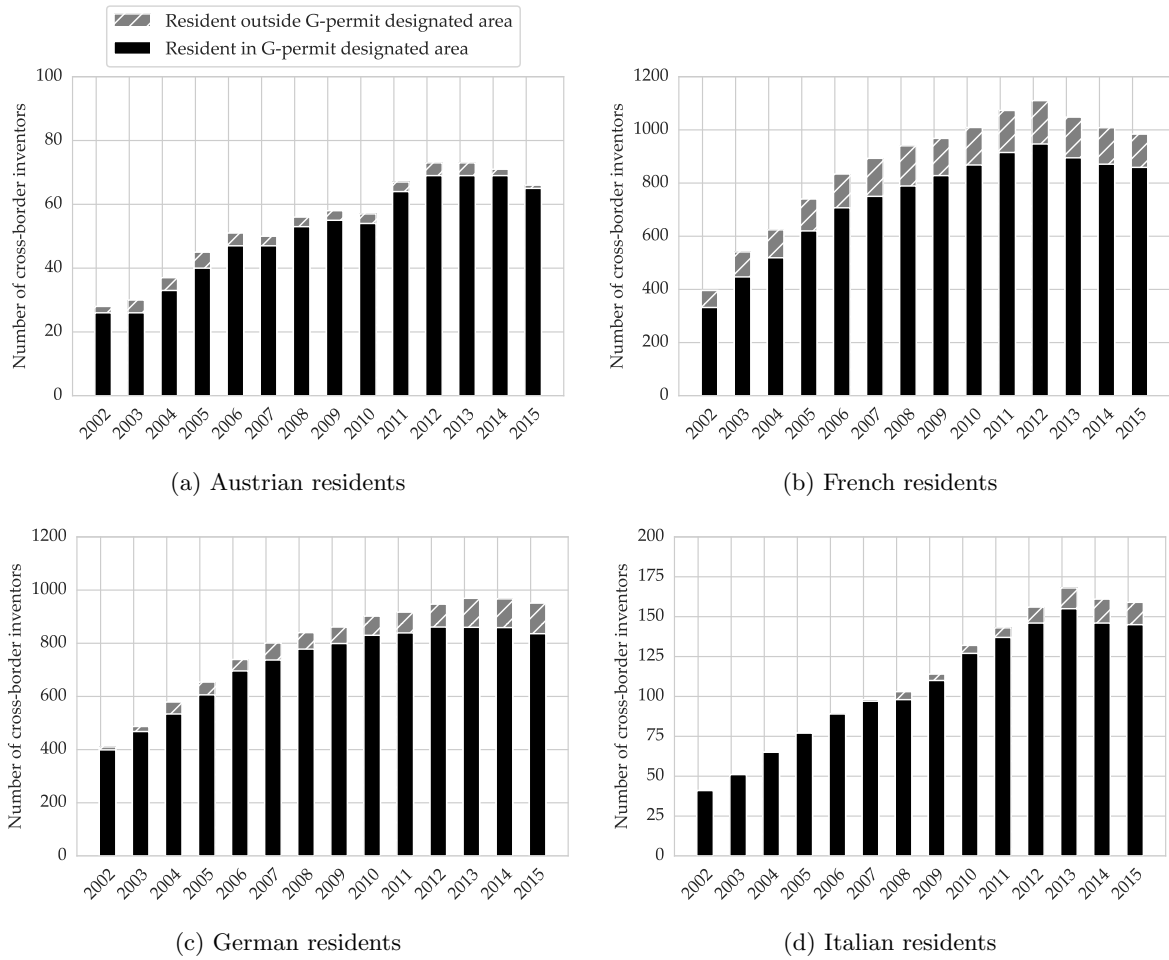 Resident outside G-permit designated area
Resident in G-permit designated area
Number of cross-border inventors
100
80
60
40
20
0
2002 2003 2004 2005 2006 2007 2008 2009 2010 2011 2012 2013 2014 2015
(a) Austrian residents
Number of cross-border inventors
1200
1000
800
600
400
200
0
2002 2003 2004 2005 2006 2007 2008 2009 2010 2011 2012 2013 2014 2015
(b) French residents
Number of cross-border inventors
1200
1000
800
600
400
200
0
2002 2003 2004 2005 2006 2007 2008 2009 2010 2011 2012 2013 2014 2015
(c) German residents
Number of cross-border inventors
200
175
150
125
100
75
50
25
0
2002 2003 2004 2005 2006 2007 2008 2009 2010 2011 2012 2013 2014 2015
(d) Italian residents